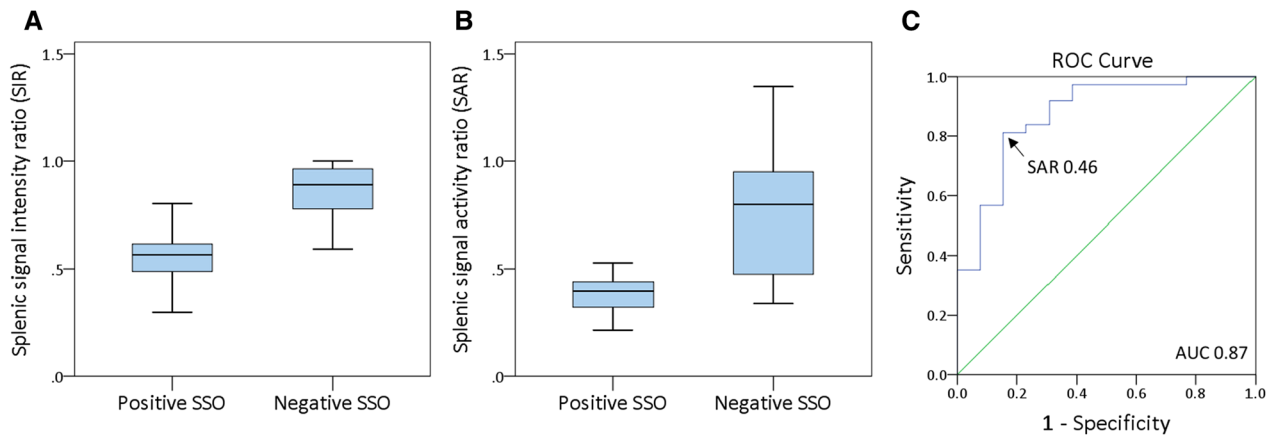 A
Splenic signal intensity ratio (SIR)
1.5
1.0
.5
.0
Positive SSO
Negative SSO
B
Splenic signal activity ratio (SAR)
1.5
1.0
.5
.0
Positive SSO
Negative SSO
C
ROC Curve
Sensitivity
1.0
0.8
0.6
0.4
0.2
0.0
SAR 0.46
AUC 0.87
0.0
0.2
0.4
0.6
0.8
1.0
1 - Specificity